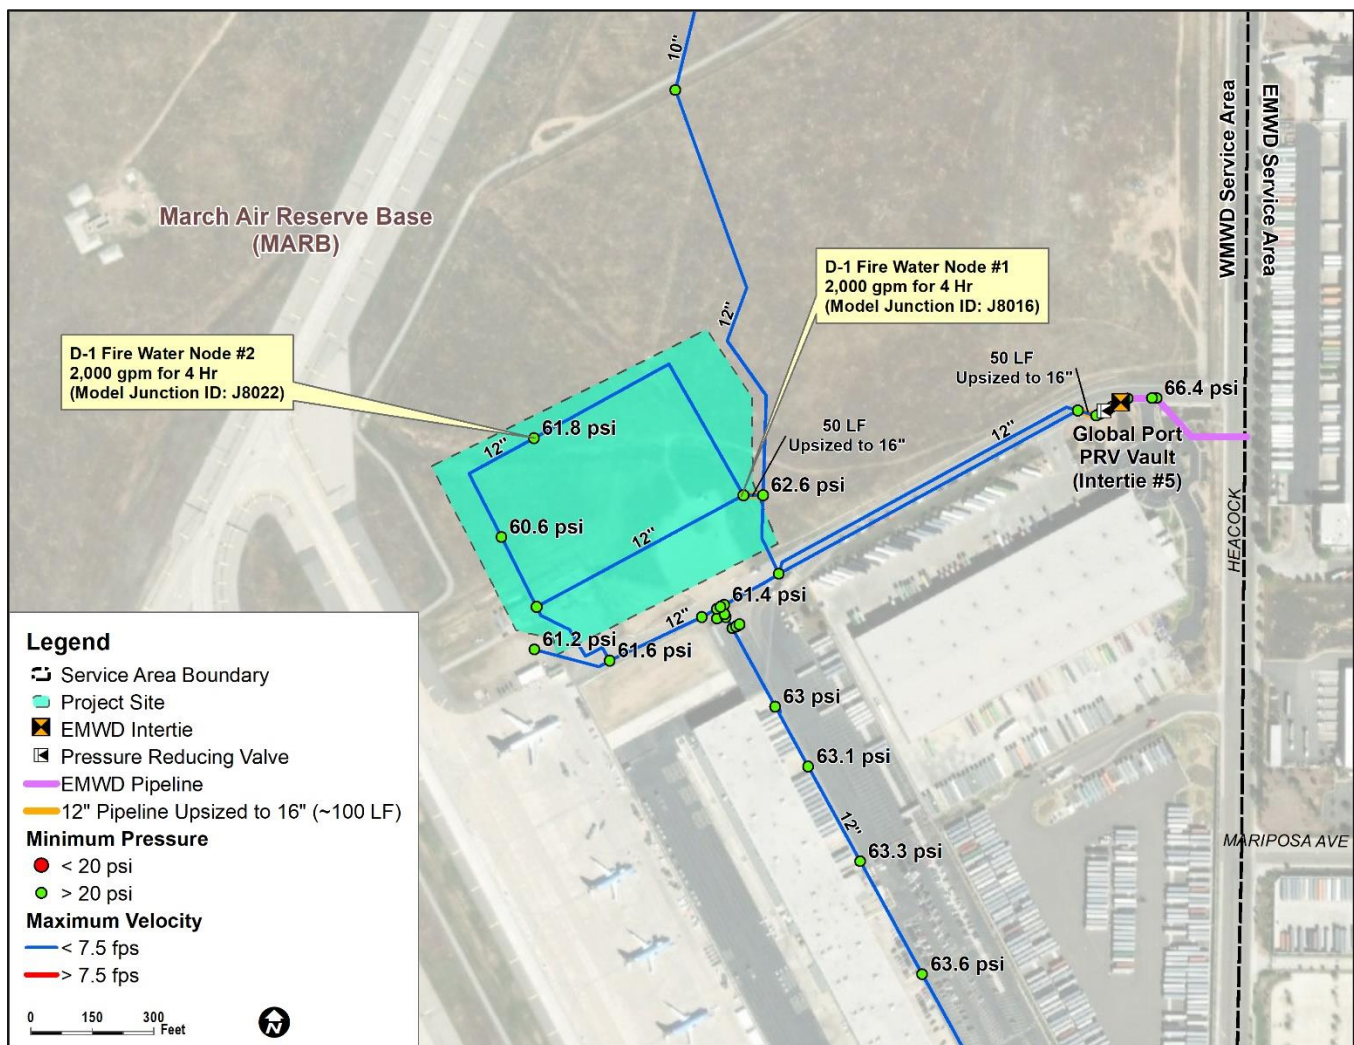 10"
WMWD Service Area
EMWD Service Area
March Air Reserve Base
(MARB)
D-1 Fire Water Node #1
2,000 gpm for 4 Hr
(Model Junction ID: J8016)
12"
D-1 Fire Water Node #2
2,000 gpm for 4 Hr
(Model Junction ID: J8022)
50 LF
Upsized to 16"
66.4 psi
61.8 psi
12"
50 LF
Upsized to 16"
12"
Global Port
PRV Vault
(Intertie #5)
62.6 psi
60.6 psi
12"
HEACOCK
61.4 psi
12"
61.2 psi
61.6 psi
63 psi
63.1 psi
12"
63.3 psi
MARIPOSA AVE
63.6 psi
Legend
Service Area Boundary
Project Site
EMWD Intertie
Pressure Reducing Valve
EMWD Pipeline
12" Pipeline Upsized to 16" (~100 LF)
Minimum Pressure
< 20 psi
> 20 psi
Maximum Velocity
< 7.5 fps
> 7.5 fps
0 150 300
Feet